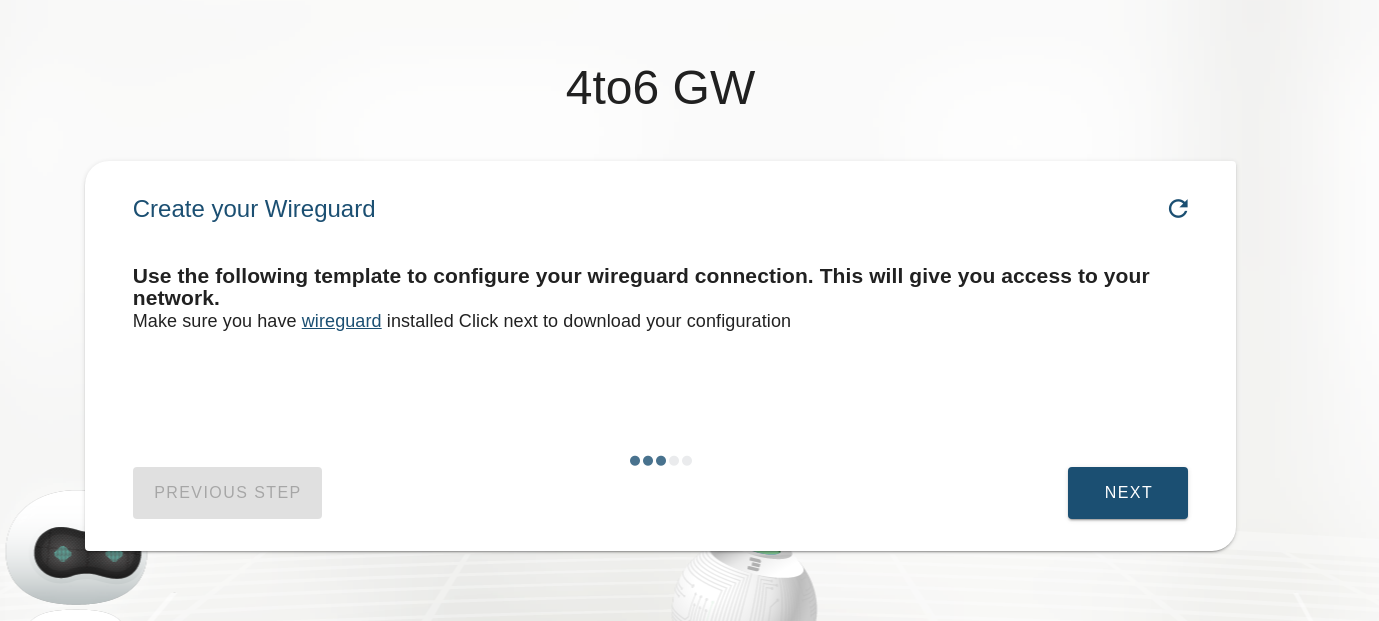 4to6 GW
Create your Wireguard
Use the following template to configure your wireguard connection. This will give you access to your
network.
Make sure you have wireguard installed Click next to download your configuration
PREVIOUS STEP
NEXT